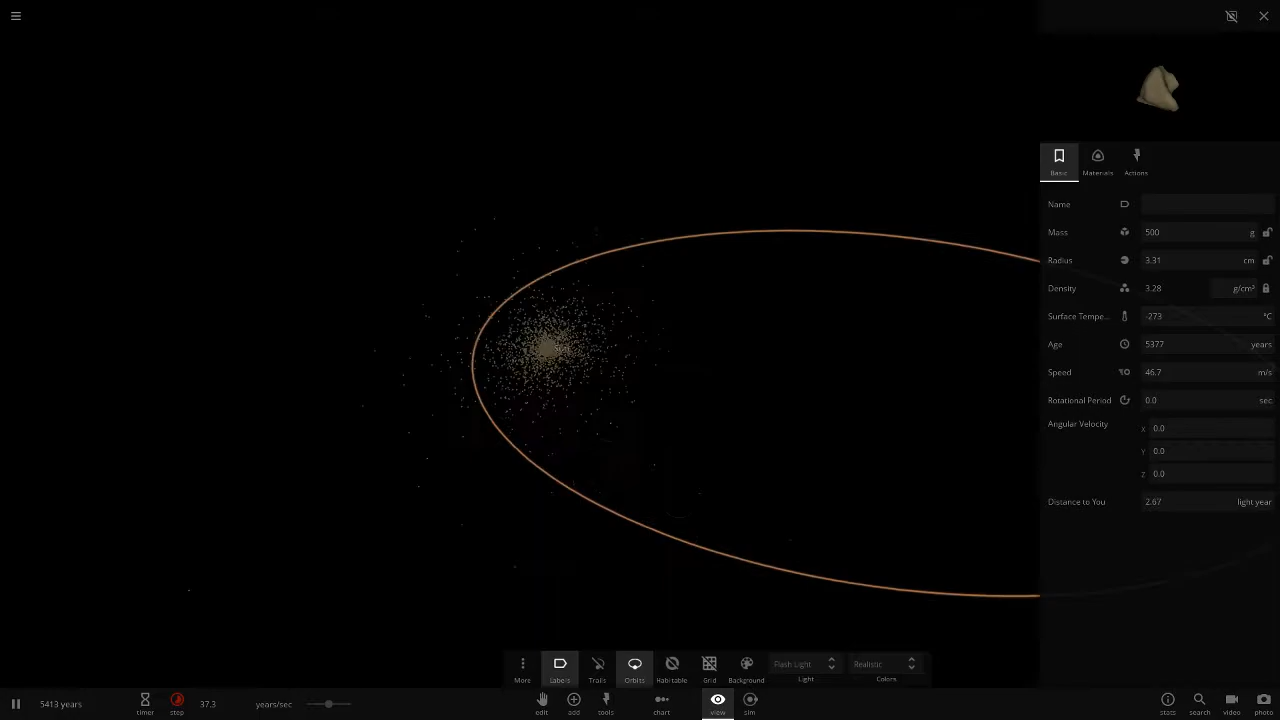 Basic Materials Actions
Name
Mass 500 g
Radius 3.31 cm
Density 3.28 g/cm³
Surface Tempe... -273 °C
Age 5377 years
Speed 46.7 m/s
Rotational Period 0.0 sec
Angular Velocity X 0.0
Y 0.0
Z 0.0
Distance to You 2.67 light year
Flash Light Realistic
More Labels Trails Orbits Habitable Grid Background Light Colors
5413 years timer step 37.3 years/sec edit add tools chart view sim stats search video photo